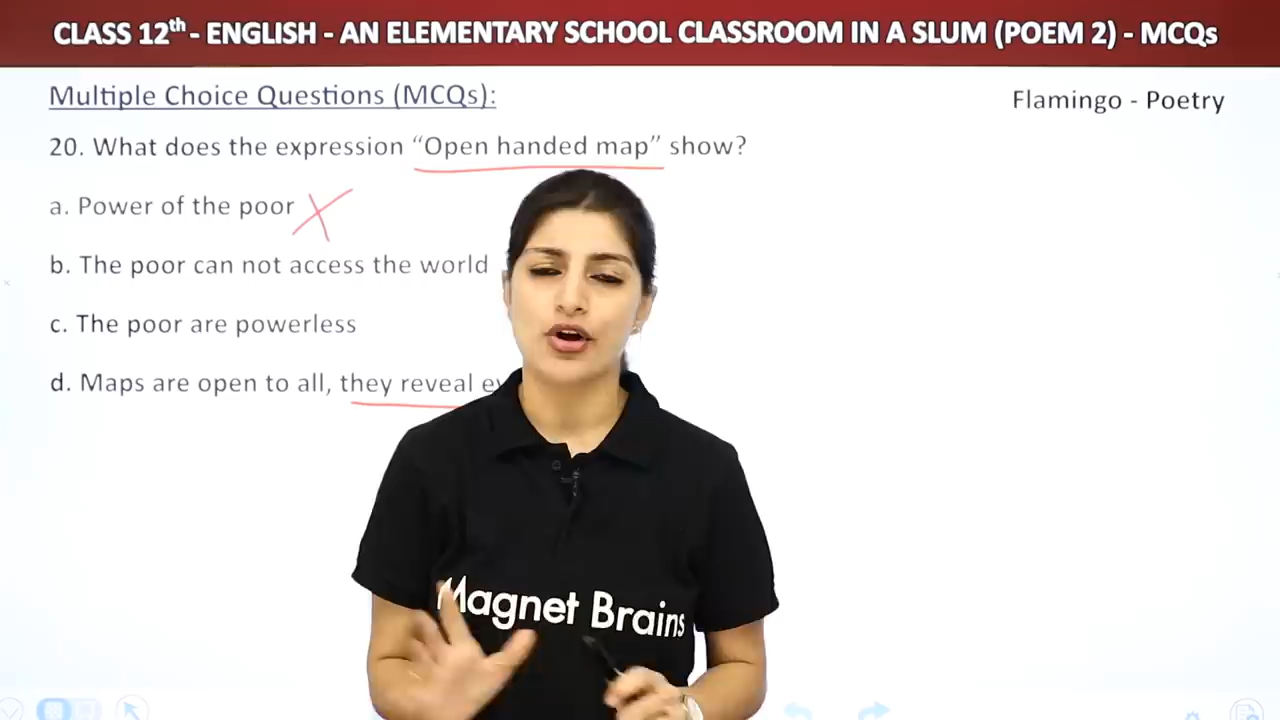 CLASS 12th - ENGLISH - AN ELEMENTARY SCHOOL CLASSROOM IN A SLUM (POEM 2) - MCQs
Multiple Choice Questions (MCQs):
Flamingo - Poetry
20. What does the expression “Open handed map” show?
a. Power of the poor
b. The poor can not access the world
c. The poor are powerless
d. Maps are open to all, they reveal
Magnet Brains